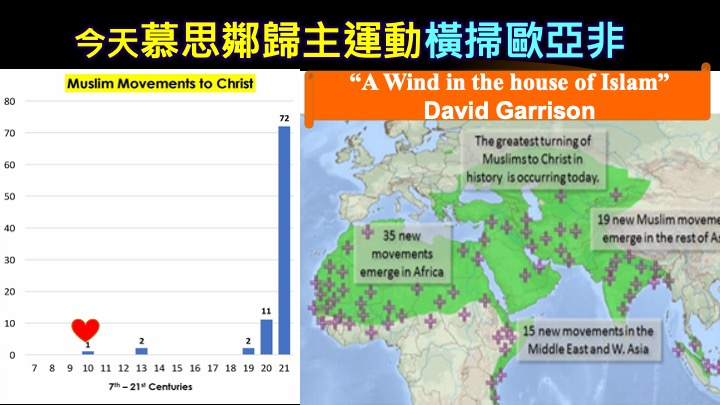 今天慕思鄰歸主運動橫掃歐亞非
Muslim Movements to Christ
80
70
60
50
40
30
20
10
0
1
2
2
11
72
7 8 9 10 11 12 13 14 15 16 17 18 19 20 21
7th – 21st Centuries
“A Wind in the house of Islam”
David Garrison
The greatest turning of
Muslims to Christ in
history is occurring today.
35 new
movements
emerge in Africa
19 new Muslim moveme
emerge in the rest of As
15 new movements in the
Middle East and W. Asia